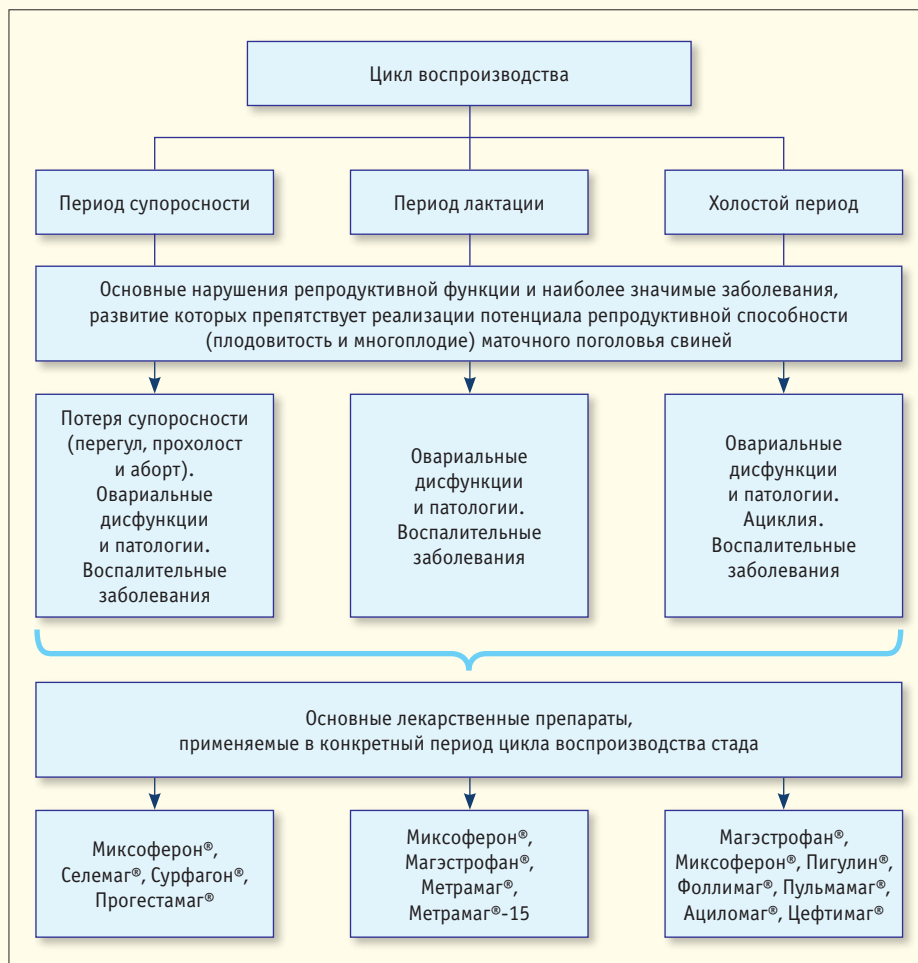 Цикл воспроизводства
Период супоросности
Период лактации
Холостой период
Основные нарушения репродуктивной функции и наиболее значимые заболевания,
развитие которых препятствует реализации потенциала репродуктивной способности
(плодовитость и многоплодие) маточного поголовья свиней
Потеря супоросности
(перегул, прохолост
и аборт).
Овариальные
дисфункции
и патологии.
Воспалительные
заболевания
Овариальные
дисфункции
и патологии.
Воспалительные
заболевания
Овариальные
дисфункции
и патологии.
Ациклия.
Воспалительные
заболевания
Основные лекарственные препараты,
применяемые в конкретный период цикла воспроизводства стада
Миксоферон®,
Селемаг®, Сурфагон®,
Прогестамаг®
Миксоферон®,
Магэстрофан®,
Метрамаг®,
Метрамаг®-15
Магэстрофан®,
Миксоферон®, Пигулин®,
Фоллимаг®, Пульмамаг®,
Ациломаг®, Цефтимаг®